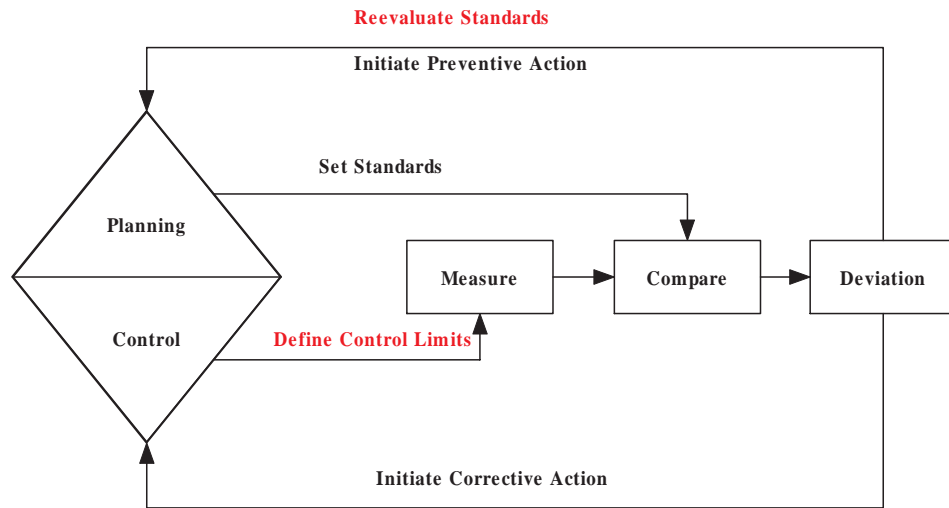 Reevaluate Standards
Initiate Preventive Action
Set Standards
Planning
Measure
Compare
Deviation
Control
Define Control Limits
Initiate Corrective Action